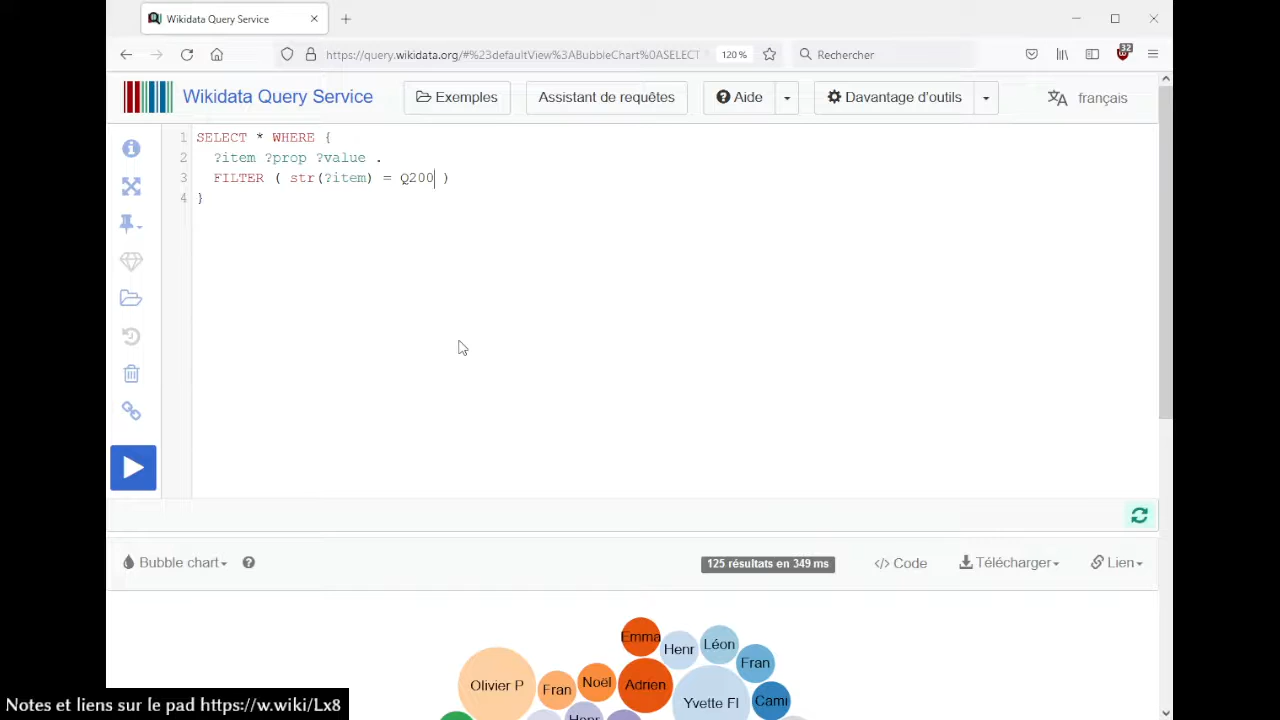 Wikidata Query Service
https://query.wikidata.org/#%23defaultView%3ABubbleChart%0ASELECT
120 %
Rechercher
32
Wikidata Query Service
Exemples
Assistant de requêtes
Aide
Davantage d'outils
français
1 SELECT * WHERE {
2 ?item ?prop ?value .
3 FILTER ( str(?item) = Q200 )
4 }
Bubble chart
125 résultats en 349 ms
</> Code
Télécharger
Lien
Emma
Henr
Léon
Fran
Olivier P
Fran
Noël
Adrien
Yvette Fl
Cami
Henr
Notes et liens sur le pad https://w.wiki/Lx8